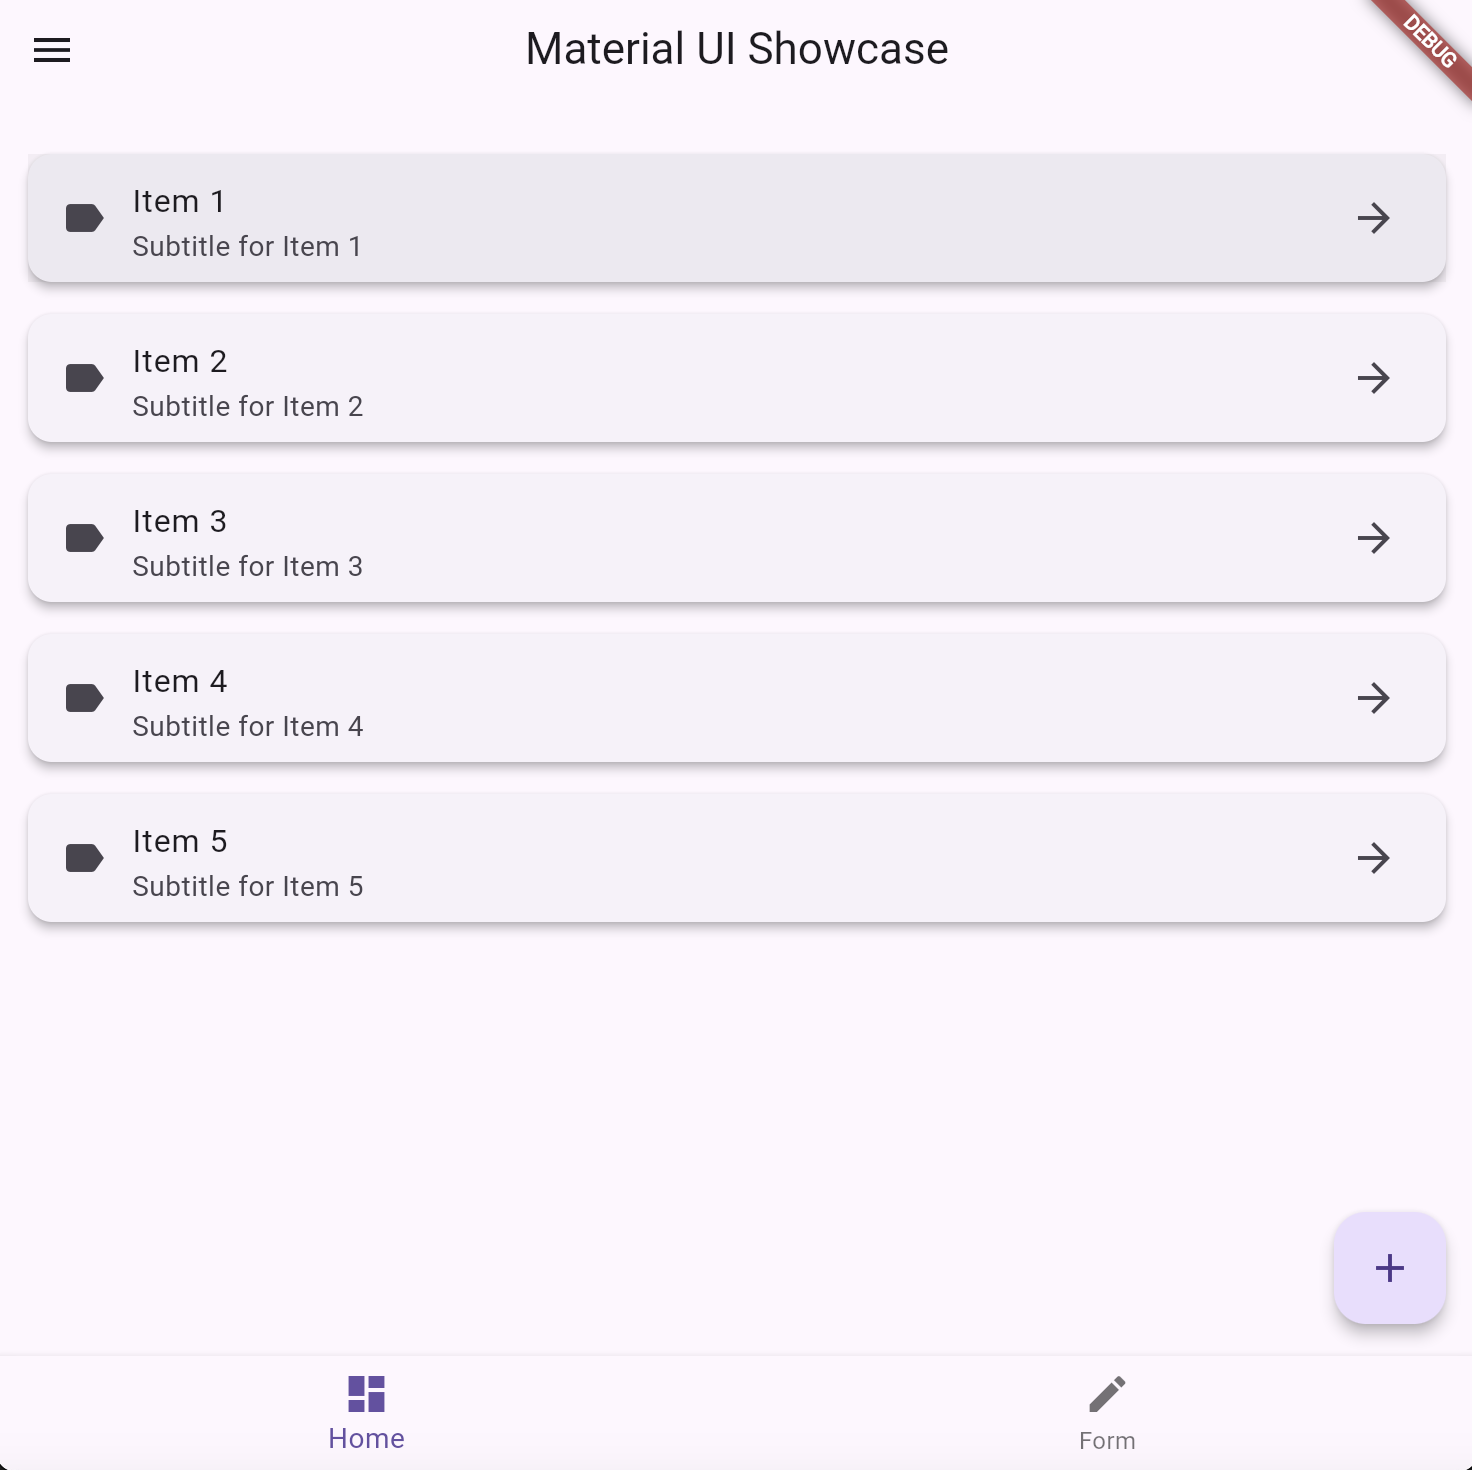 Material UI Showcase
DEBUG
Item 1
Subtitle for Item 1
Item 2
Subtitle for Item 2
Item 3
Subtitle for Item 3
Item 4
Subtitle for Item 4
Item 5
Subtitle for Item 5
Home
Form